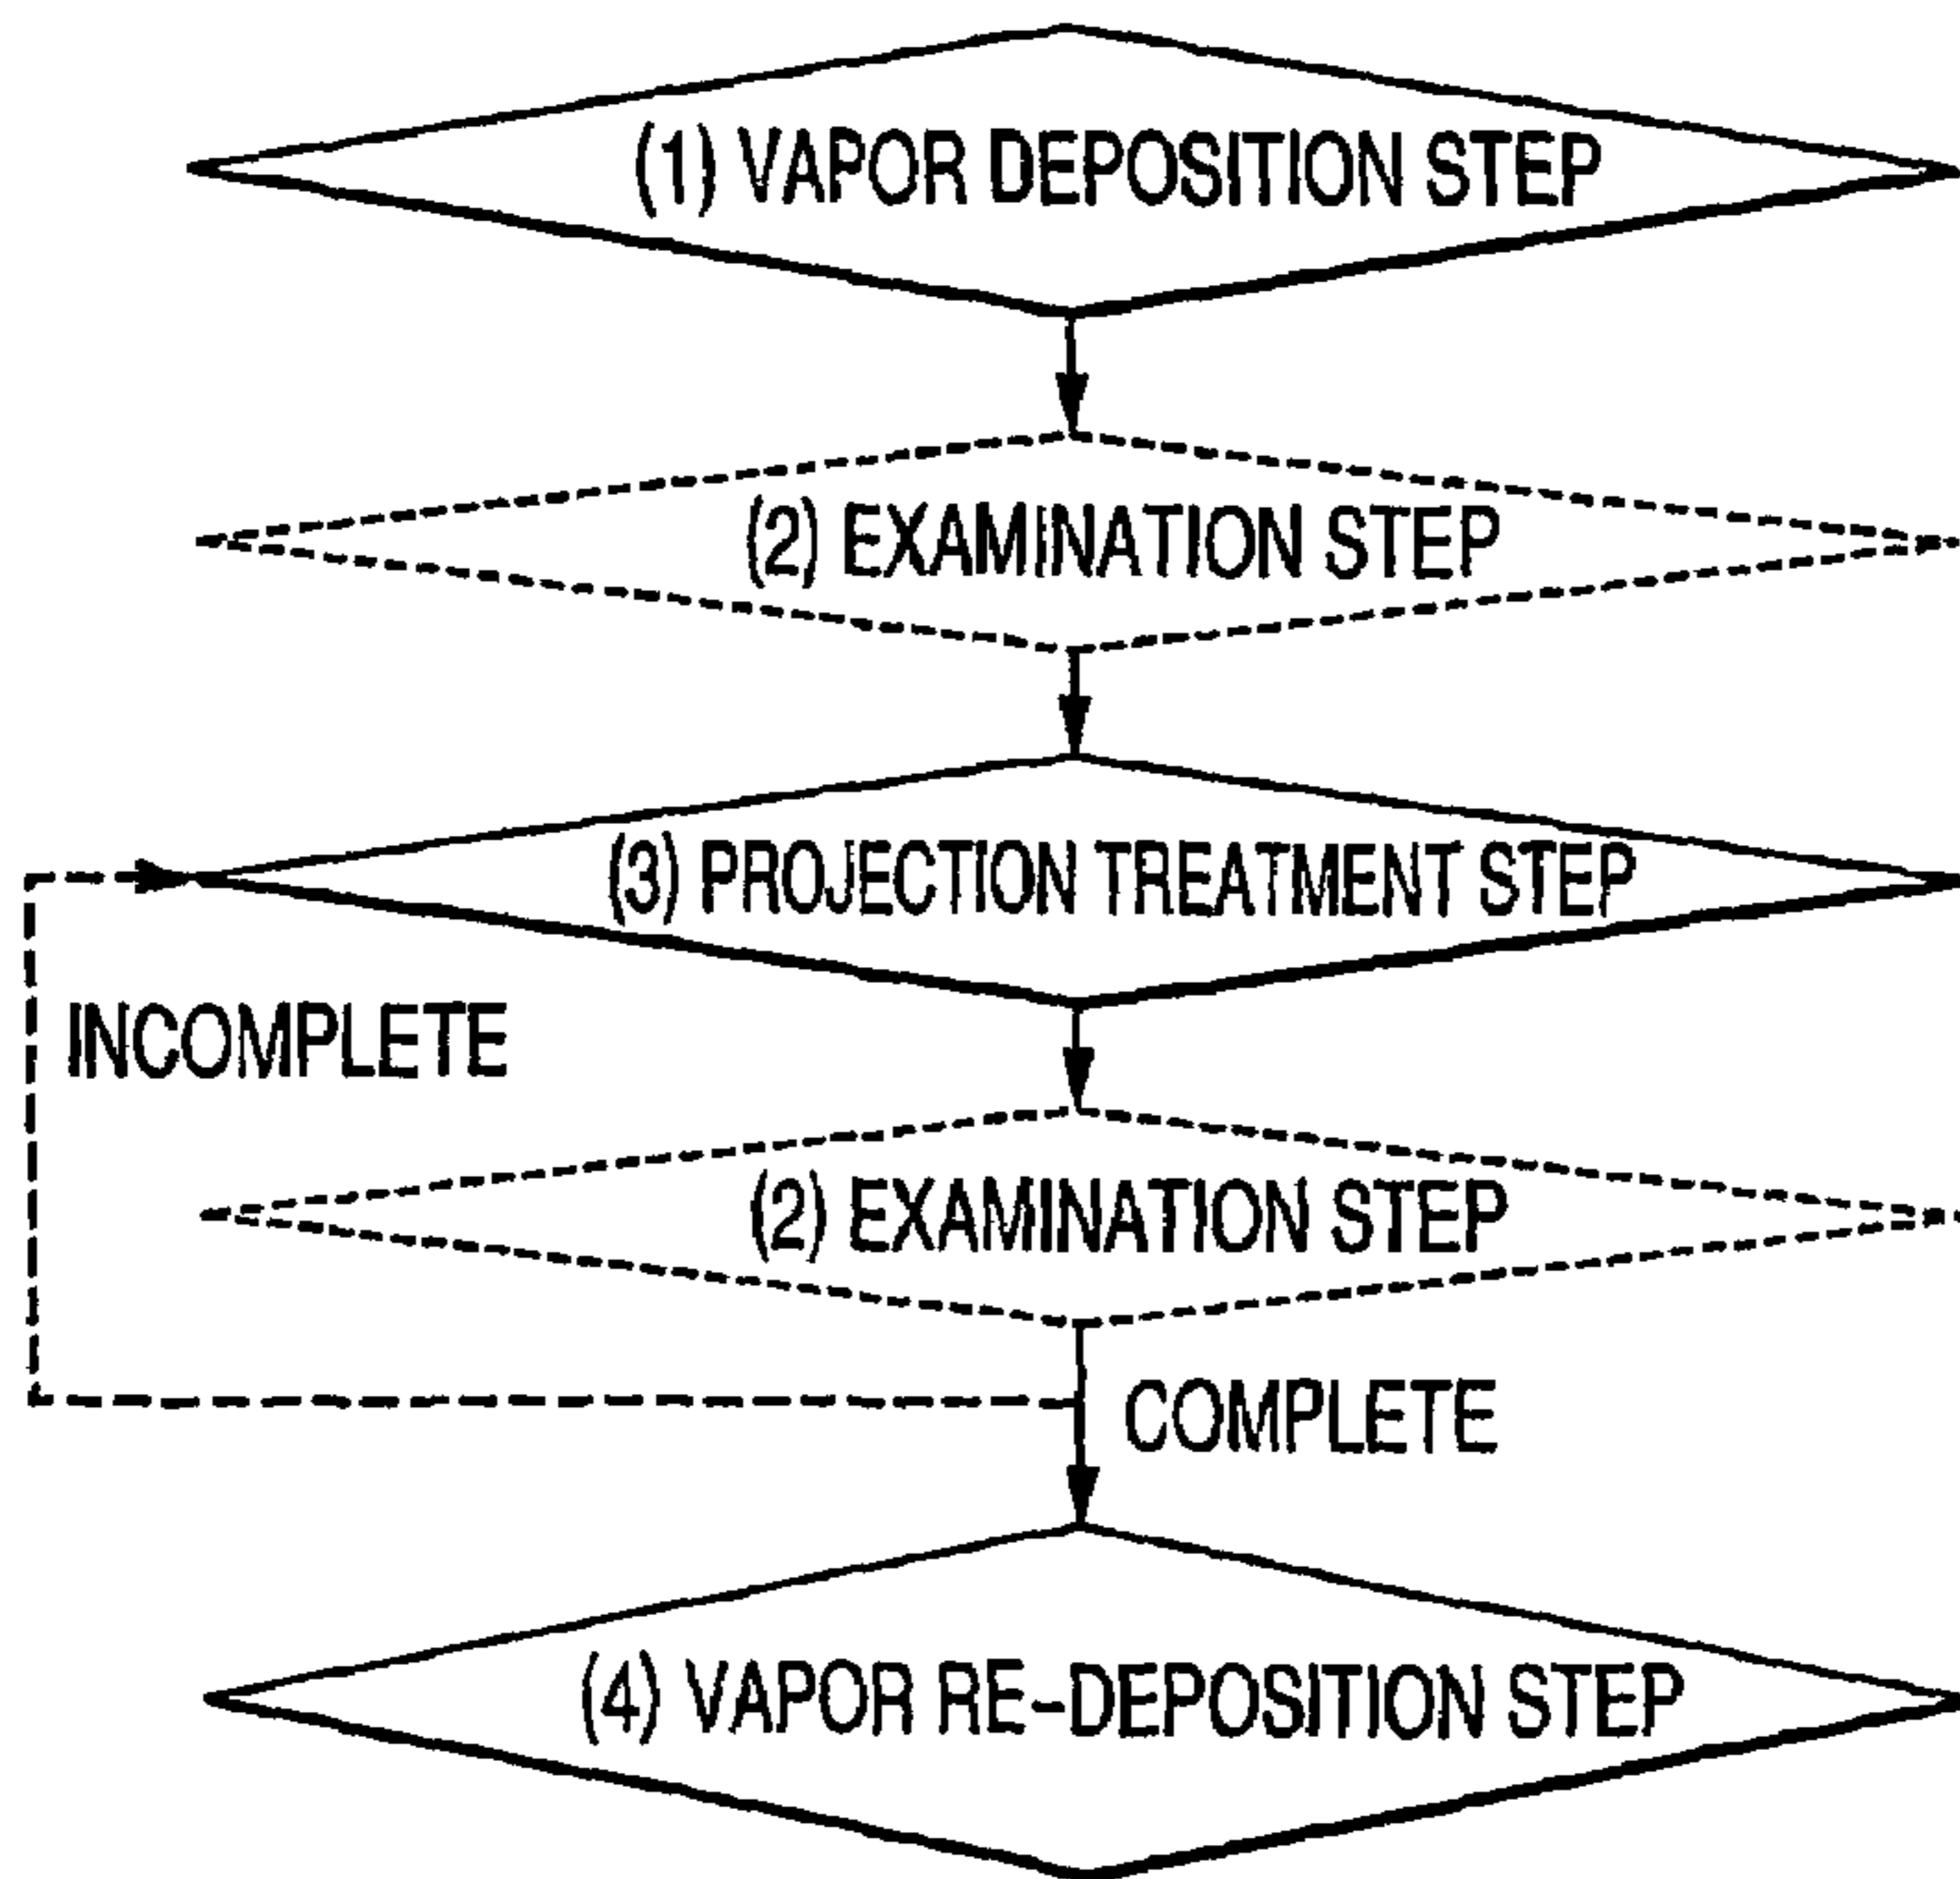 (1) VAPOR DEPOSITION STEP
(2) EXAMINATION STEP
(3) PROJECTION TREATMENT STEP
INCOMPLETE
(2) EXAMINATION STEP
COMPLETE
(4) VAPOR RE-DEPOSITION STEP